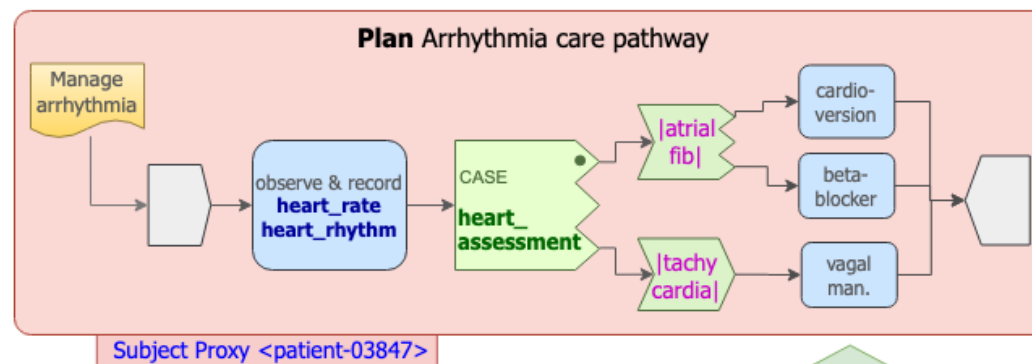 Plan Arrhythmia care pathway
Manage
arrhythmia
observe & record
heart_rate
heart_rhythm
CASE
heart_
assessment
|atrial
fib|
|tachy
cardia|
cardio-
version
beta-
blocker
vagal
man.
Subject Proxy <patient-03847>